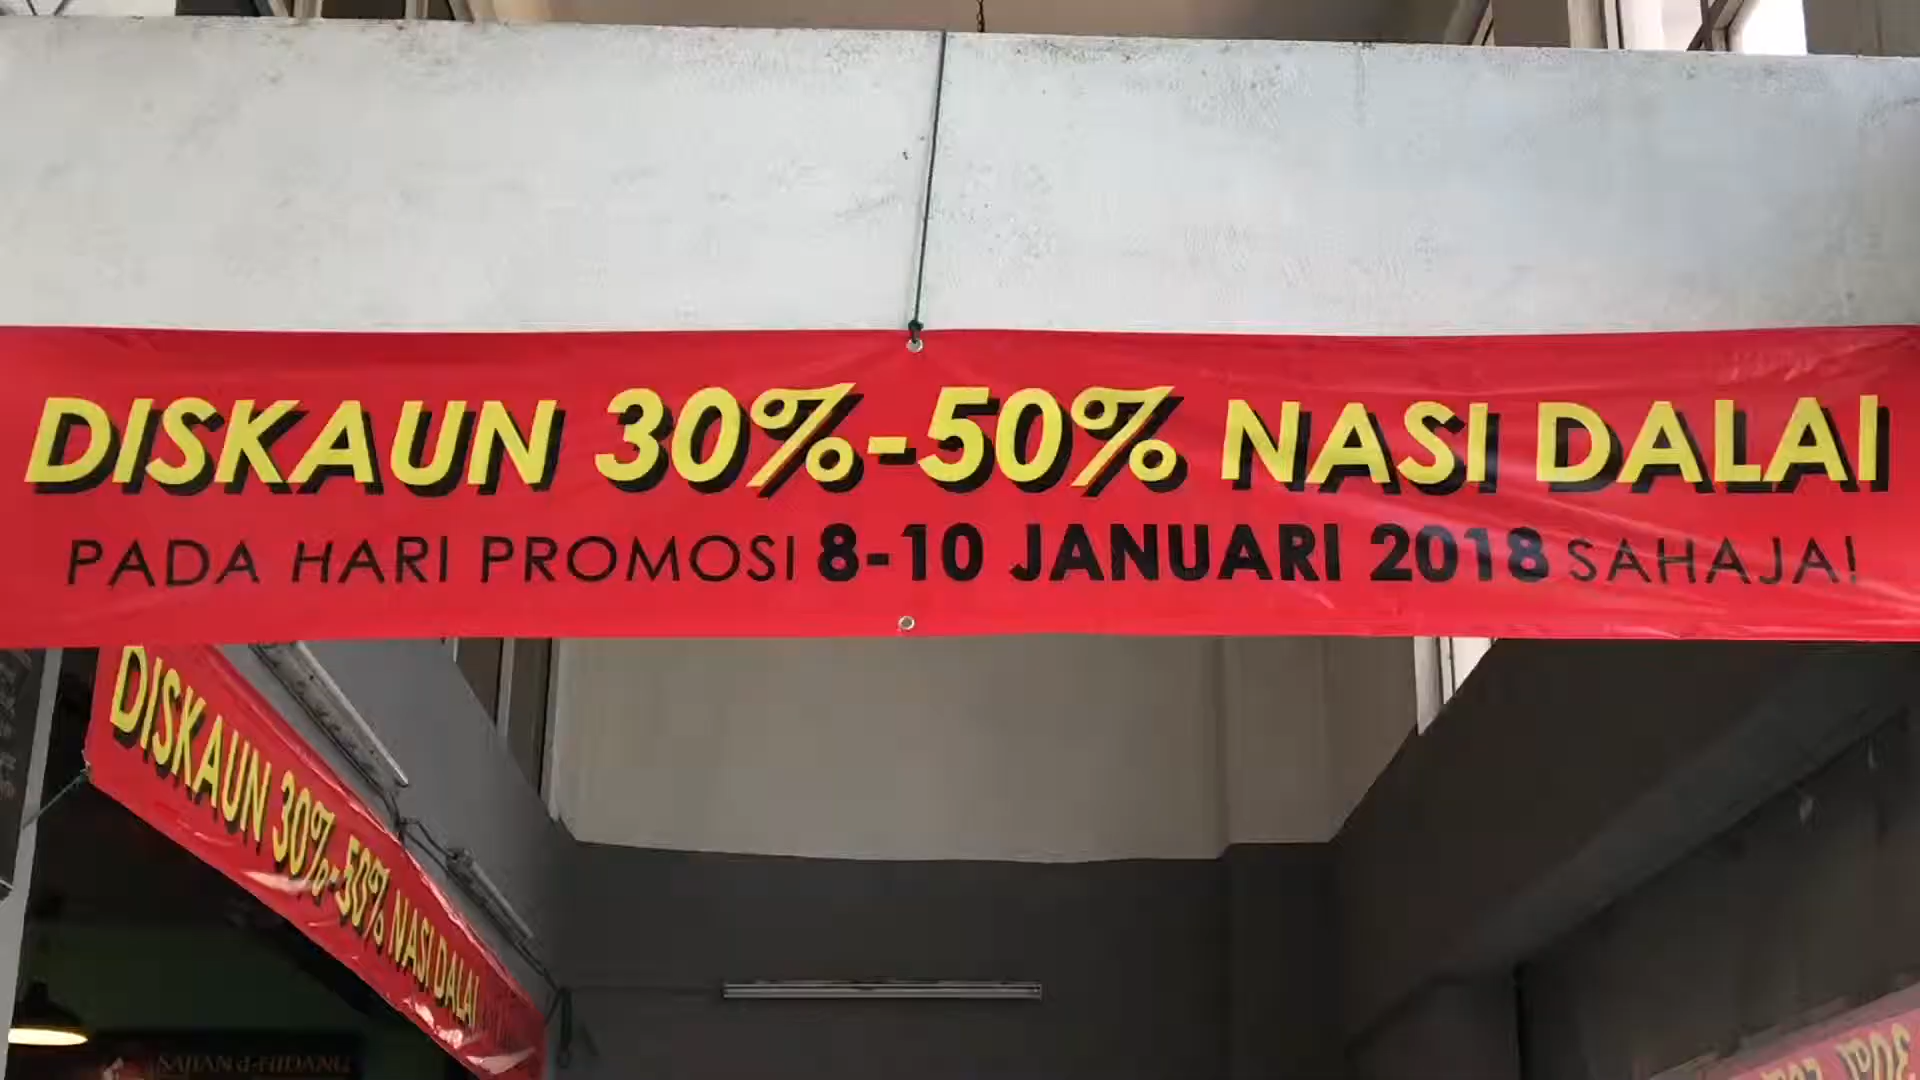 DISKAUN 30%-50% NASI DALAI
PADA HARI PROMOSI 8-10 JANUARI 2018 SAHAJA!
DISKAUN 30%-50% NASI DALAI